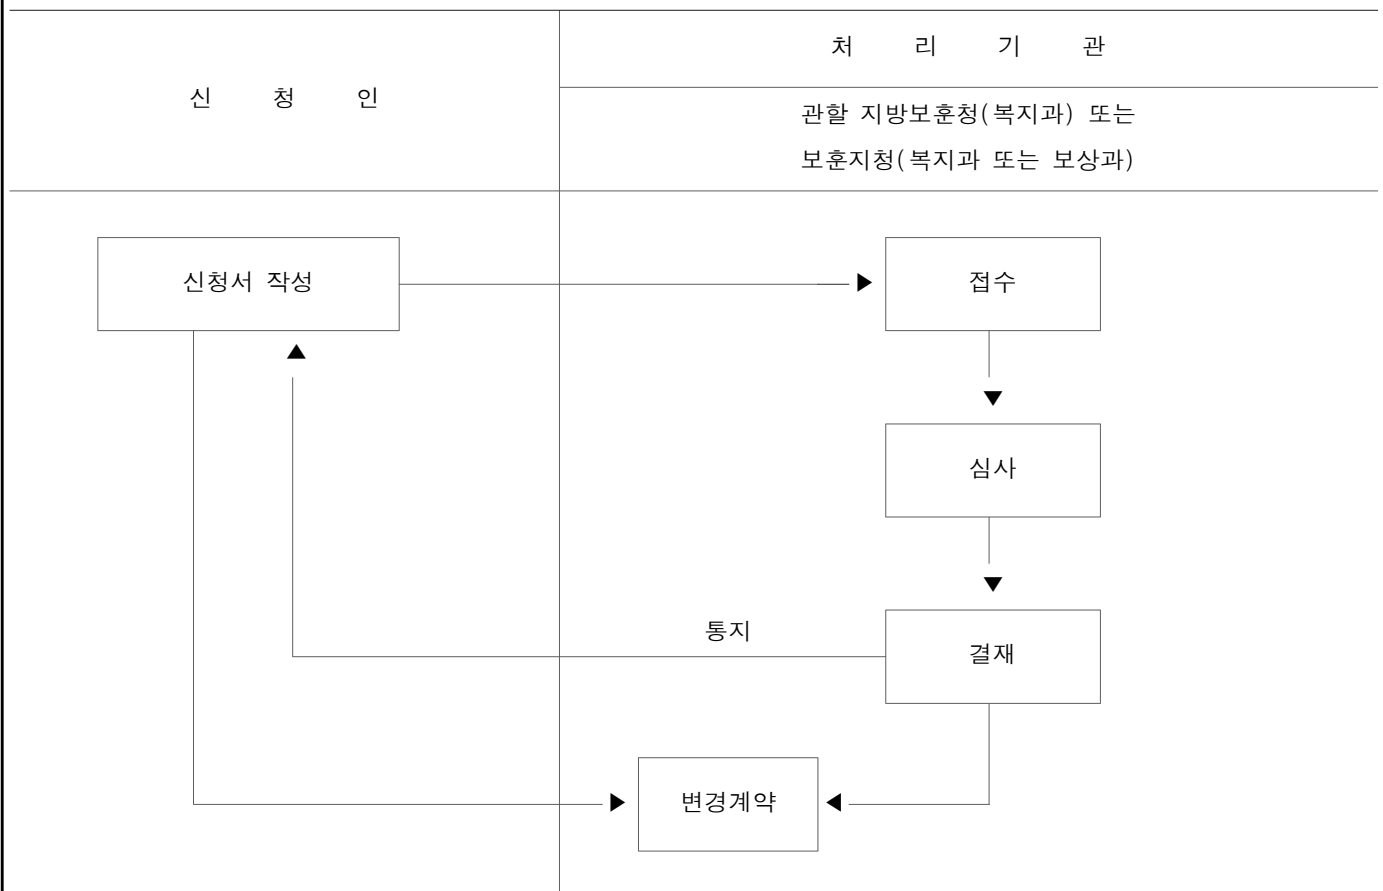 신 청 인
처 리 기 관
관할 지방보훈청(복지과) 또는
보훈지청(복지과 또는 보상과)
신청서 작성
접수
심사
통지
결재
변경계약